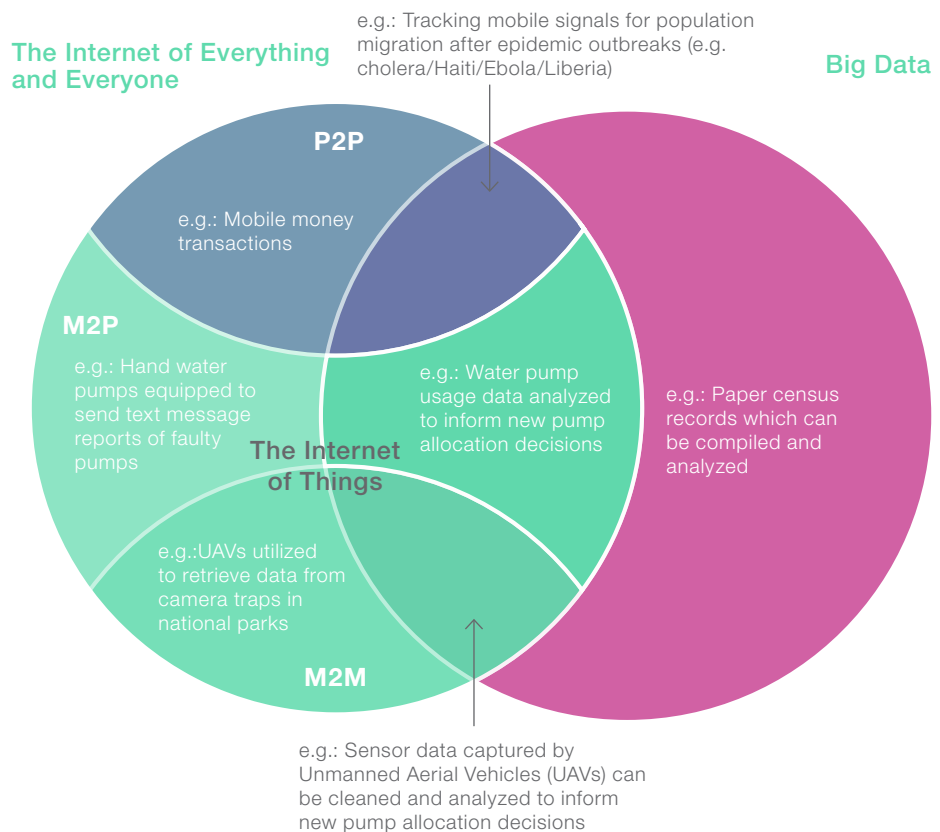 e.g.: Tracking mobile signals for population
migration after epidemic outbreaks (e.g.
cholera/Haiti/Ebola/Liberia)
The Internet of Everything
and Everyone
Big Data
P2P
e.g.: Mobile money
transactions
M2P
e.g.: Hand water
pumps equipped to
send text message
reports of faulty
pumps
e.g.: Water pump
usage data analyzed
to inform new pump
allocation decisions
e.g.: Paper census
records which can
be compiled and
analyzed
The Internet
of Things
e.g.:UAVs utilized
to retrieve data from
camera traps in
national parks
M2M
e.g.: Sensor data captured by
Unmanned Aerial Vehicles (UAVs) can
be cleaned and analyzed to inform
new pump allocation decisions